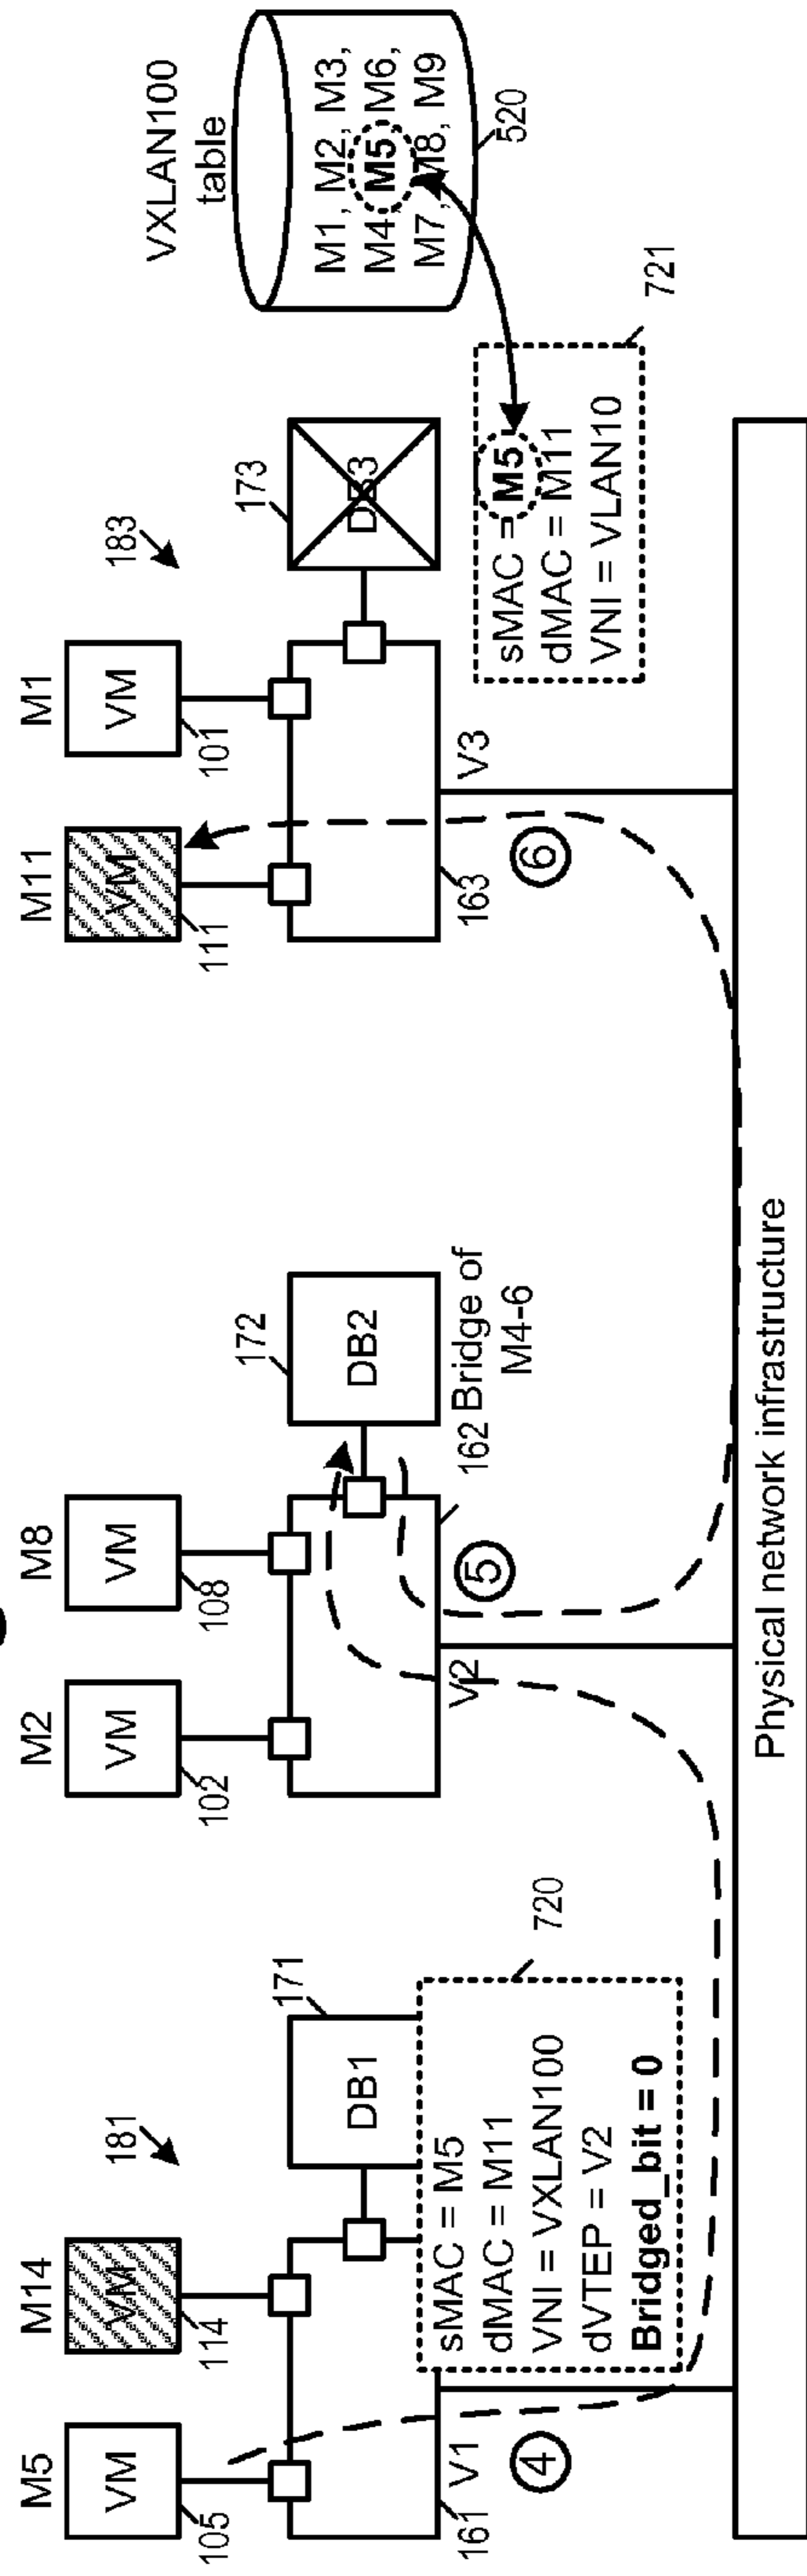 M5
VM
105
M14
VM
114
181
M2
VM
102
M8
VM
108
M11
VM
111
M1
VM
101
183
VXLAN100
table
M1, M2, M3,
M4, M5, M6,
M7, M8, M9
520
171
DB1
172
DB2
173
DB3
161
V1
4
sMAC = M5
dMAC = M11
VNI = VXLAN100
dVTEP = V2
Bridged_bit = 0
720
V2
5
162
Bridge of
M4-6
163
V3
6
sMAC = M5
dMAC = M11
VNI = VLAN10
721
Physical network infrastructure